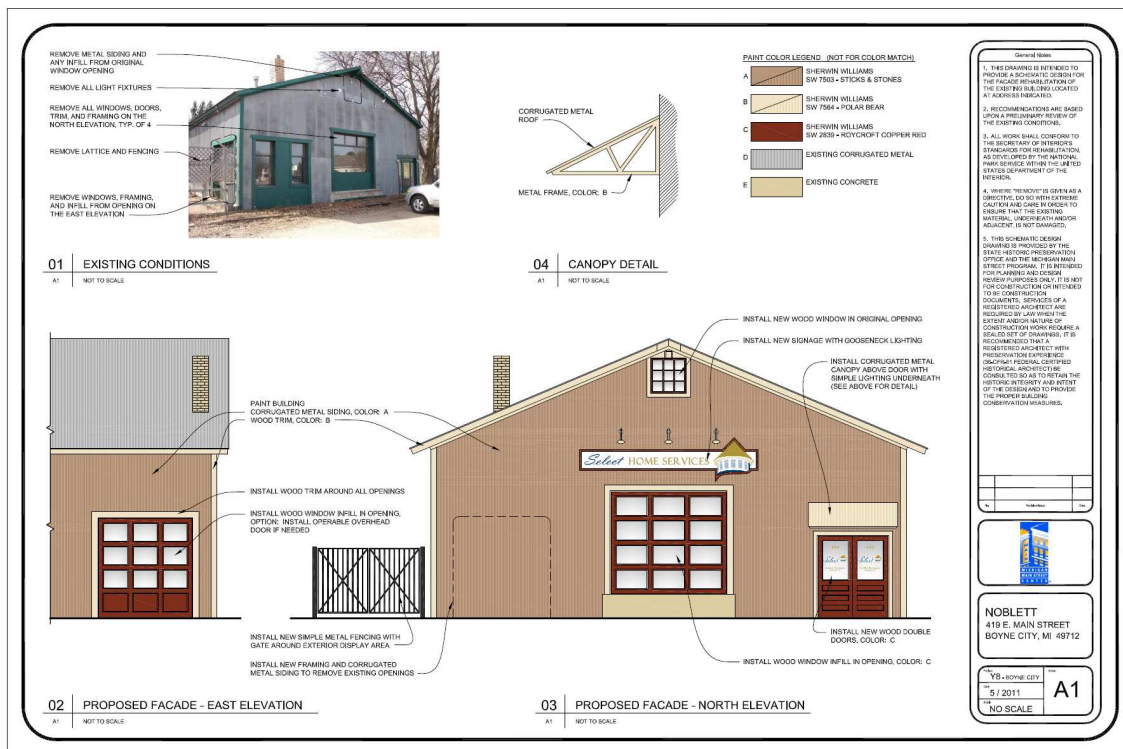 REMOVE METAL SIDING AND
ANY INFILL FROM ORIGINAL
WINDOW OPENING
REMOVE ALL LIGHT FIXTURES
REMOVE ALL WINDOWS, DOORS,
TRIM, AND FRAMING ON THE
NORTH ELEVATION, TYP. OF 4
REMOVE LATTICE AND FENCING
REMOVE WINDOWS, FRAMING,
AND INFILL FROM OPENING ON
THE EAST ELEVATION
01 EXISTING CONDITIONS
A1 NOT TO SCALE
CORRUGATED METAL
ROOF
METAL FRAME, COLOR: B
04 CANOPY DETAIL
A1 NOT TO SCALE
PAINT COLOR LEGEND (NOT FOR COLOR MATCH)
A SHERWIN WILLIAMS
SW 7503 - STICKS & STONES
B SHERWIN WILLIAMS
SW 7564 - POLAR BEAR
C SHERWIN WILLIAMS
SW 2839 - ROYCROFT COPPER RED
D EXISTING CORRUGATED METAL
E EXISTING CONCRETE
PAINT BUILDING
CORRUGATED METAL SIDING, COLOR: A
WOOD TRIM, COLOR: B
INSTALL WOOD TRIM AROUND ALL OPENINGS
INSTALL WOOD WINDOW INFILL IN OPENING,
OPTION: INSTALL OPERABLE OVERHEAD
DOOR IF NEEDED
INSTALL NEW SIMPLE METAL FENCING WITH
GATE AROUND EXTERIOR DISPLAY AREA
INSTALL NEW FRAMING AND CORRUGATED
METAL SIDING TO REMOVE EXISTING OPENINGS
02 PROPOSED FACADE - EAST ELEVATION
A1 NOT TO SCALE
INSTALL NEW WOOD WINDOW IN ORIGINAL OPENING
INSTALL NEW SIGNAGE WITH GOOSENECK LIGHTING
INSTALL CORRUGATED METAL
CANOPY ABOVE DOOR WITH
SIMPLE LIGHTING UNDERNEATH
(SEE ABOVE FOR DETAIL)
Select HOME SERVICES
Select
Select
INSTALL NEW WOOD DOUBLE
DOORS, COLOR: C
INSTALL WOOD WINDOW INFILL IN OPENING, COLOR: C
03 PROPOSED FACADE - NORTH ELEVATION
A1 NOT TO SCALE
General Notes
1. THIS DRAWING IS INTENDED TO
PROVIDE A SCHEMATIC DESIGN FOR
THE FACADE REHABILITATION OF
THE EXISTING BUILDING LOCATED
AT ADDRESS INDICATED.
2. RECOMMENDATIONS ARE BASED
UPON A PRELIMINARY REVIEW OF
THE EXISTING CONDITIONS.
3. ALL WORK SHALL CONFORM TO
THE SECRETARY OF INTERIOR'S
STANDARDS FOR REHABILITATION,
AS DEVELOPED BY THE NATIONAL
PARK SERVICE WITHIN THE UNITED
STATES DEPARTMENT OF THE
INTERIOR.
4. WHERE "REMOVE" IS GIVEN AS A
DIRECTIVE, DO SO WITH EXTREME
CAUTION AND CARE IN ORDER TO
ENSURE THAT THE EXISTING
MATERIAL, UNDERNEATH AND/OR
ADJACENT, IS NOT DAMAGED.
5. THIS SCHEMATIC DESIGN
DRAWING IS PROVIDED BY THE
STATE HISTORIC PRESERVATION
OFFICE AND THE MICHIGAN MAIN
STREET PROGRAM. IT IS INTENDED
FOR PLANNING AND DESIGN
REVIEW PURPOSES ONLY. IT IS NOT
FOR CONSTRUCTION OR INTENDED
TO BE CONSTRUCTION
DOCUMENTS. SERVICES OF A
REGISTERED ARCHITECT ARE
REQUIRED BY LAW WHEN THE
EXTENT AND/OR NATURE OF
CONSTRUCTION WORK REQUIRE A
SEALED SET OF DRAWINGS. IT IS
RECOMMENDED THAT A
REGISTERED ARCHITECT WITH
PRESERVATION EXPERIENCE
(36-CFR-61 FEDERAL CERTIFIED
HISTORICAL ARCHITECT) BE
CONSULTED SO AS TO RETAIN THE
HISTORIC INTEGRITY AND INTENT
OF THE DESIGN AND TO PROVIDE
THE PROPER BUILDING
CONSERVATION MEASURES.
MICHIGAN
MAIN STREET
CENTER
NOBLETT
419 E. MAIN STREET
BOYNE CITY, MI 49712
Y8 - BOYNE CITY
5 / 2011
NO SCALE
A1